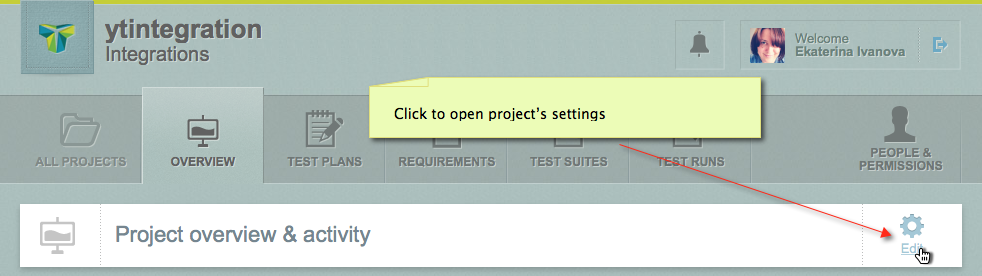 ytintegration
Integrations
Welcome
Ekaterina Ivanova
Click to open project's settings
ALL PROJECTS
OVERVIEW
TEST PLANS
REQUIREMENTS
TEST SUITES
TEST RUNS
PEOPLE &
PERMISSIONS
Project overview & activity
Edit